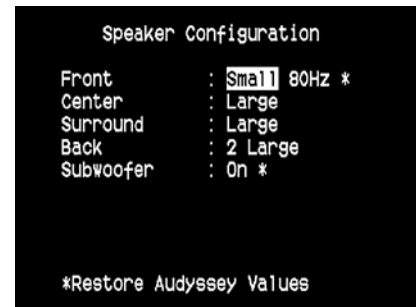 Speaker Configuration
Front : Small 80Hz *
Center : Large
Surround : Large
Back : 2 Large
Subwoofer : On *
*Restore Audyssey Values